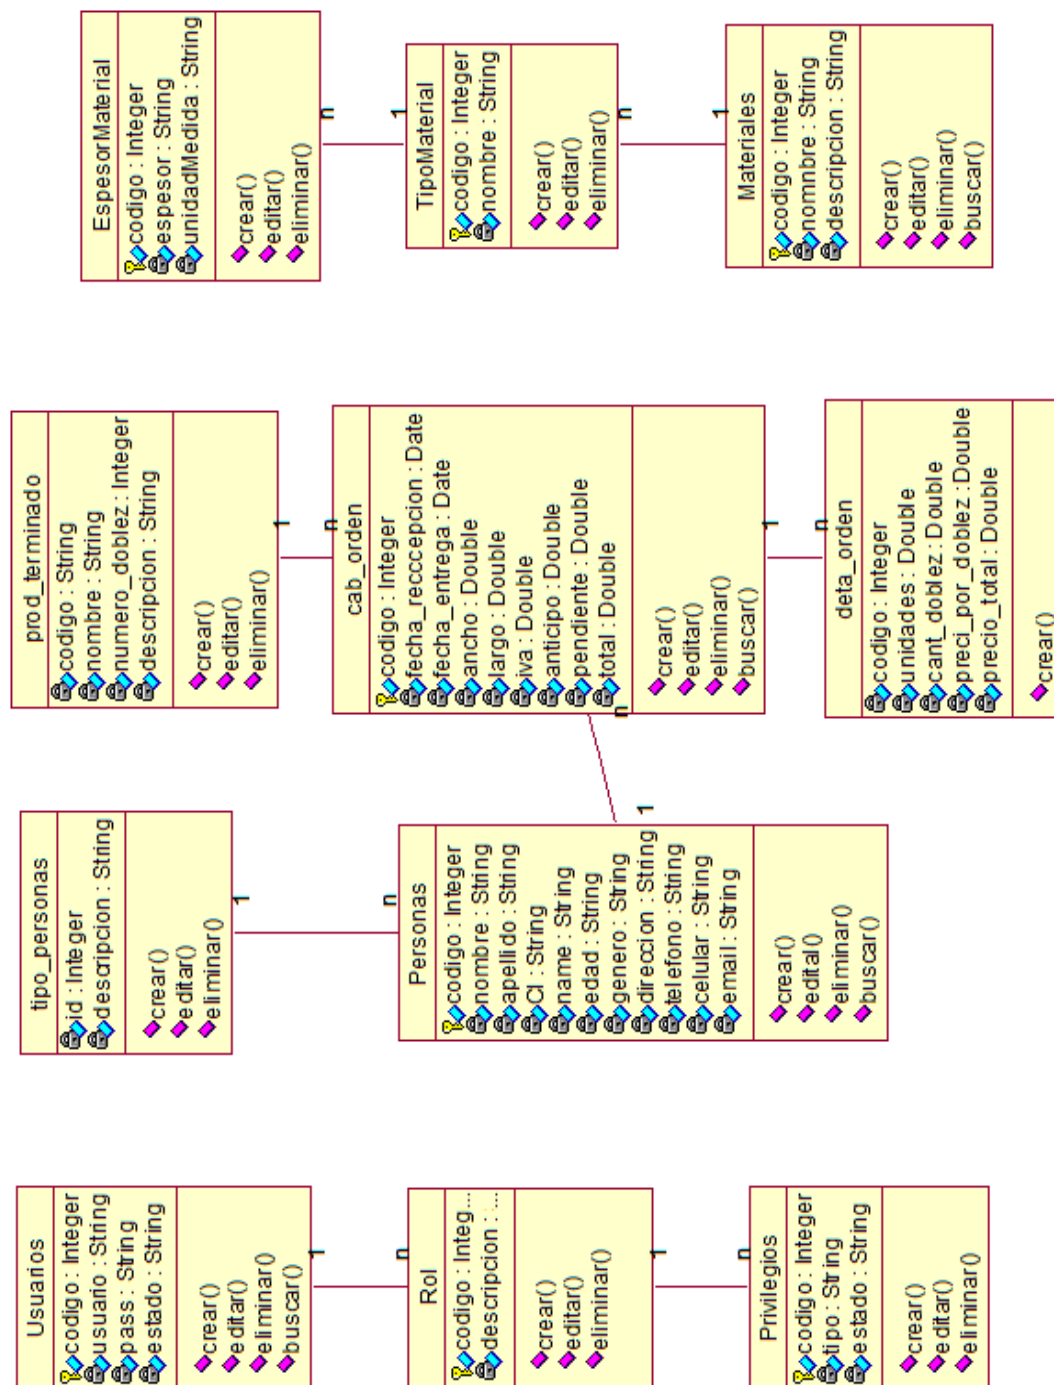 Usuarios
codigo : Integer
usuario : String
pass : String
estado : String
crear()
editar()
eliminar()
buscar()
1
n
Rol
codigo : Integ...
descripcion : ...
crear()
editar()
eliminar()
1
n
Privilegios
codigo : Integer
tipo : String
estado : String
crear()
editar()
eliminar()
tipo_personas
id : Integer
descripcion : String
crear()
editar()
eliminar()
1
n
Personas
codigo : Integer
nombre : String
apellido : String
CI : String
name : String
edad : String
genero : String
direccion : String
telefono : String
celular : String
email : String
crear()
edital()
eliminar()
buscar()
1
n
prod_terminado
codigo : String
nombre : String
numero_doblez : Integer
descripcion : String
crear()
editar()
eliminar()
1
n
cab_orden
codigo : Integer
fecha_recccepcion : Date
fecha_entrega : Date
ancho : Double
largo : Double
iva : Double
anticipo : Double
pendiente : Double
total : Double
crear()
editar()
eliminar()
buscar()
1
n
deta_orden
codigo : Integer
unidades : Double
cant_doblez : Double
preci_por_doblez : Double
precio_total : Double
crear()
EspesorMaterial
codigo : Integer
espesor : String
unidadMedida : String
crear()
editar()
eliminar()
n
1
TipoMaterial
codigo : Integer
nombre : String
crear()
editar()
eliminar()
n
1
Materiales
codigo : Integer
nomnbre : String
descripcion : String
crear()
editar()
eliminar()
buscar()